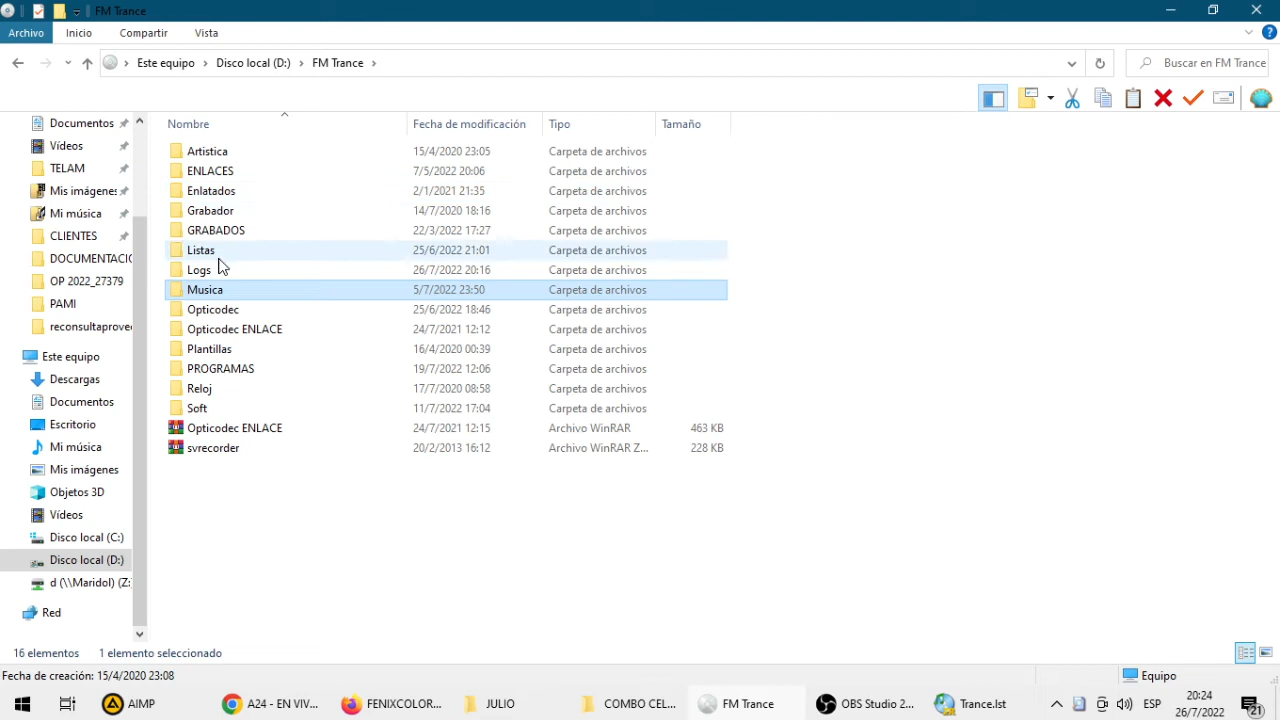 FM Trance
Archivo Inicio Compartir Vista
Este equipo Disco local (D:) FM Trance
Buscar en FM Trance
Nombre Fecha de modificación Tipo Tamaño
Documentos
Vídeos
TELAM
Mis imágenes
Mi música
CLIENTES
DOCUMENTACIO
OP 2022_27379
PAMI
reconsultaprovee
Este equipo
Descargas
Documentos
Escritorio
Mi música
Mis imágenes
Objetos 3D
Vídeos
Disco local (C:)
Disco local (D:)
d (\\Maridol) (Z:
Red
Artistica 15/4/2020 23:05 Carpeta de archivos
ENLACES 7/5/2022 20:06 Carpeta de archivos
Enlatados 2/1/2021 21:35 Carpeta de archivos
Grabador 14/7/2020 18:16 Carpeta de archivos
GRABADOS 22/3/2022 17:27 Carpeta de archivos
Listas 25/6/2022 21:01 Carpeta de archivos
Logs 26/7/2022 20:16 Carpeta de archivos
Musica 5/7/2022 23:50 Carpeta de archivos
Opticodec 25/6/2022 18:46 Carpeta de archivos
Opticodec ENLACE 24/7/2021 12:12 Carpeta de archivos
Plantillas 16/4/2020 00:39 Carpeta de archivos
PROGRAMAS 19/7/2022 12:06 Carpeta de archivos
Reloj 17/7/2020 08:58 Carpeta de archivos
Soft 11/7/2022 17:04 Carpeta de archivos
Opticodec ENLACE 24/7/2021 12:15 Archivo WinRAR 463 KB
svrecorder 20/2/2013 16:12 Archivo WinRAR Z... 228 KB
16 elementos 1 elemento seleccionado
Fecha de creación: 15/4/2020 23:08 Equipo
AIMP A24 - EN VIV... FENIXCOLOR... JULIO COMBO CEL... FM Trance OBS Studio 2... Trance.lst ESP 20:24
26/7/2022 21